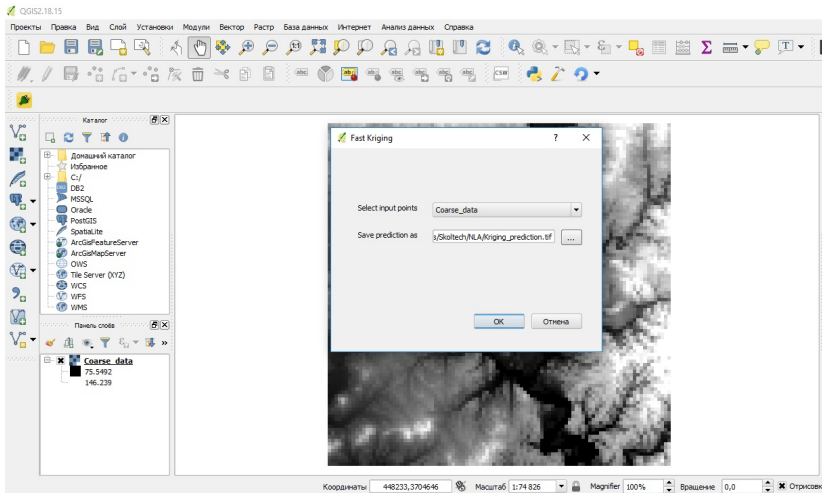 QGIS2.18.15
Проекты Правка Вид Слой Установки Модули Вектор Растр База данных Интернет Анализ данных Справка
Каталог
Домашний каталог
Избранное
C:/
DB2
MSSQL
Oracle
PostGIS
SpatiaLite
ArcGisFeatureServer
ArcGisMapServer
OWS
Tile Server (XYZ)
WCS
WFS
WMS
Панель слоёв
Coarse_data
75.5492
146.239
Fast Kriging
Select input points Coarse_data
Save prediction as s/Skoltech/NLA/Kriging_prediction.tif ...
OK Отмена
Координаты 448233,3704646 Масштаб 1:74 826 Magnifier 100% Вращение 0,0 Отрисовк